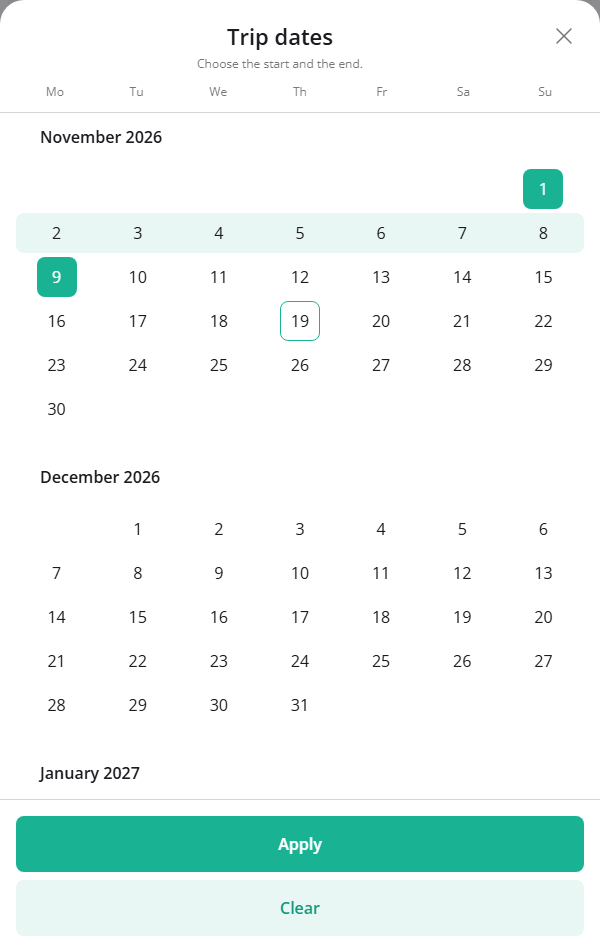 Trip dates
Choose the start and the end.
Mo Tu We Th Fr Sa Su
November 2026
1
2 3 4 5 6 7 8
9 10 11 12 13 14 15
16 17 18 19 20 21 22
23 24 25 26 27 28 29
30
December 2026
1 2 3 4 5 6
7 8 9 10 11 12 13
14 15 16 17 18 19 20
21 22 23 24 25 26 27
28 29 30 31
January 2027
Apply
Clear